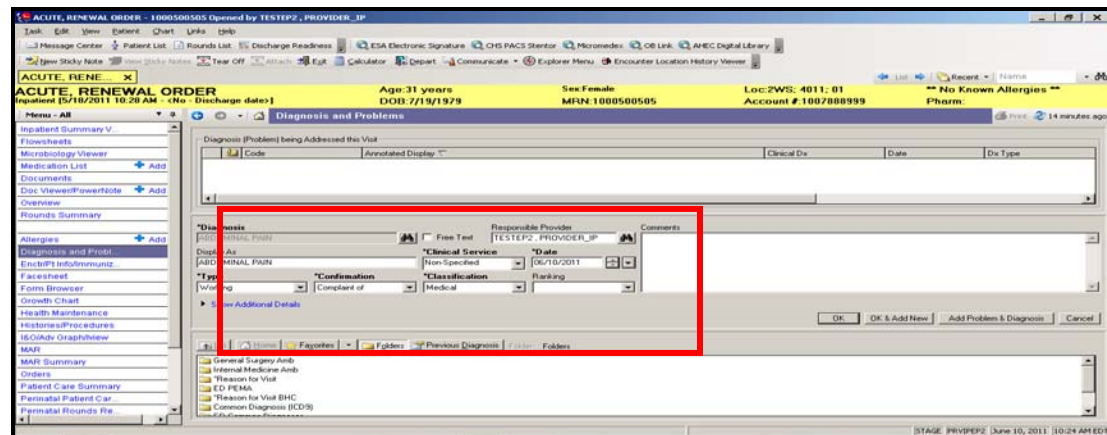 ACUTE, RENEWAL ORDER - 1000500505 Opened by TESTEP2 , PROVIDER_IP
Task Edit View Patient Chart Links Help
Message Center Patient List Rounds List Discharge Readiness ESA Electronic Signature CHS PACS Stentor Micromedex OB Link AHEC Digital Library
New Sticky Note View Sticky Notes Tear Off Attach Exit Calculator Depart Communicate Explorer Menu Encounter Location History Viewer
ACUTE, RENE... x List Recent Name
ACUTE, RENEWAL ORDER Age:31 years Sex:Female Loc:2WS; 4011; 01 ** No Known Allergies **
Inpatient [5/18/2011 10:28 AM - <No - Discharge date>] DOB:7/19/1979 MRN:1000500505 Account #:1007888999 Pharm:
Menu - All Diagnosis and Problems Print 14 minutes ago
Inpatient Summary V...
Flowsheets
Microbiology Viewer
Medication List Add
Documents
Doc Viewer/PowerNote Add
Overview
Rounds Summary
Allergies Add
Diagnosis and Probl...
Enctr/Pt Info/Immuniz...
Facesheet
Form Browser
Growth Chart
Health Maintenance
Histories/Procedures
I&O/Adv Graph/Iview
MAR
MAR Summary
Orders
Patient Care Summary
Perinatal Patient Car...
Perinatal Rounds Re...
Diagnosis (Problem) being Addressed this Visit
Code Annotated Display Clinical Dx Date Dx Type
*Diagnosis Responsible Provider Comments
ABDOMINAL PAIN Free Text TESTEP2 , PROVIDER_IP
Display As *Clinical Service *Date
ABDOMINAL PAIN Non-Specified 06/10/2011
*Type *Confirmation *Classification Ranking
Working Complaint of Medical
Show Additional Details
OK OK & Add New Add Problem & Diagnosis Cancel
Up Home Favorites Folders Previous Diagnosis Folder: Folders
General Surgery Amb
Internal Medicine Amb
*Reason for Visit
ED PEMA
*Reason for Visit BHC
Common Diagnosis (ICD9)
STAGE PRVIPEP2 June 10, 2011 10:24 AM EDT